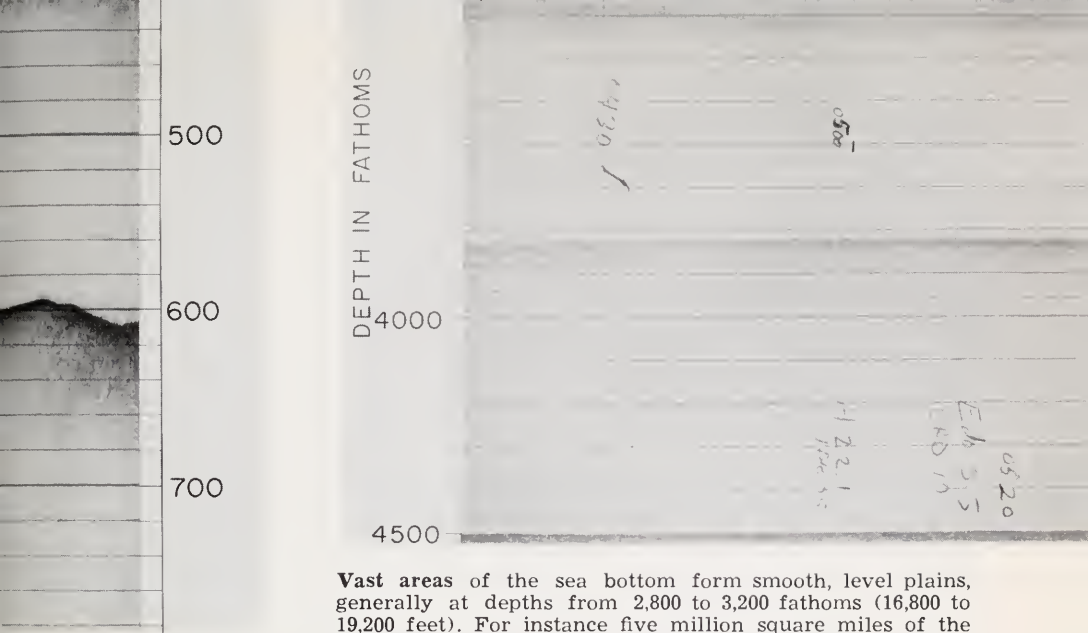 500
600
700
DEPTH IN FATHOMS
4000
4500
0500
0520
Vast areas of the sea bottom form smooth, level plains,
generally at depths from 2,800 to 3,200 fathoms (16,800 to
19,200 feet). For instance five million square miles of the